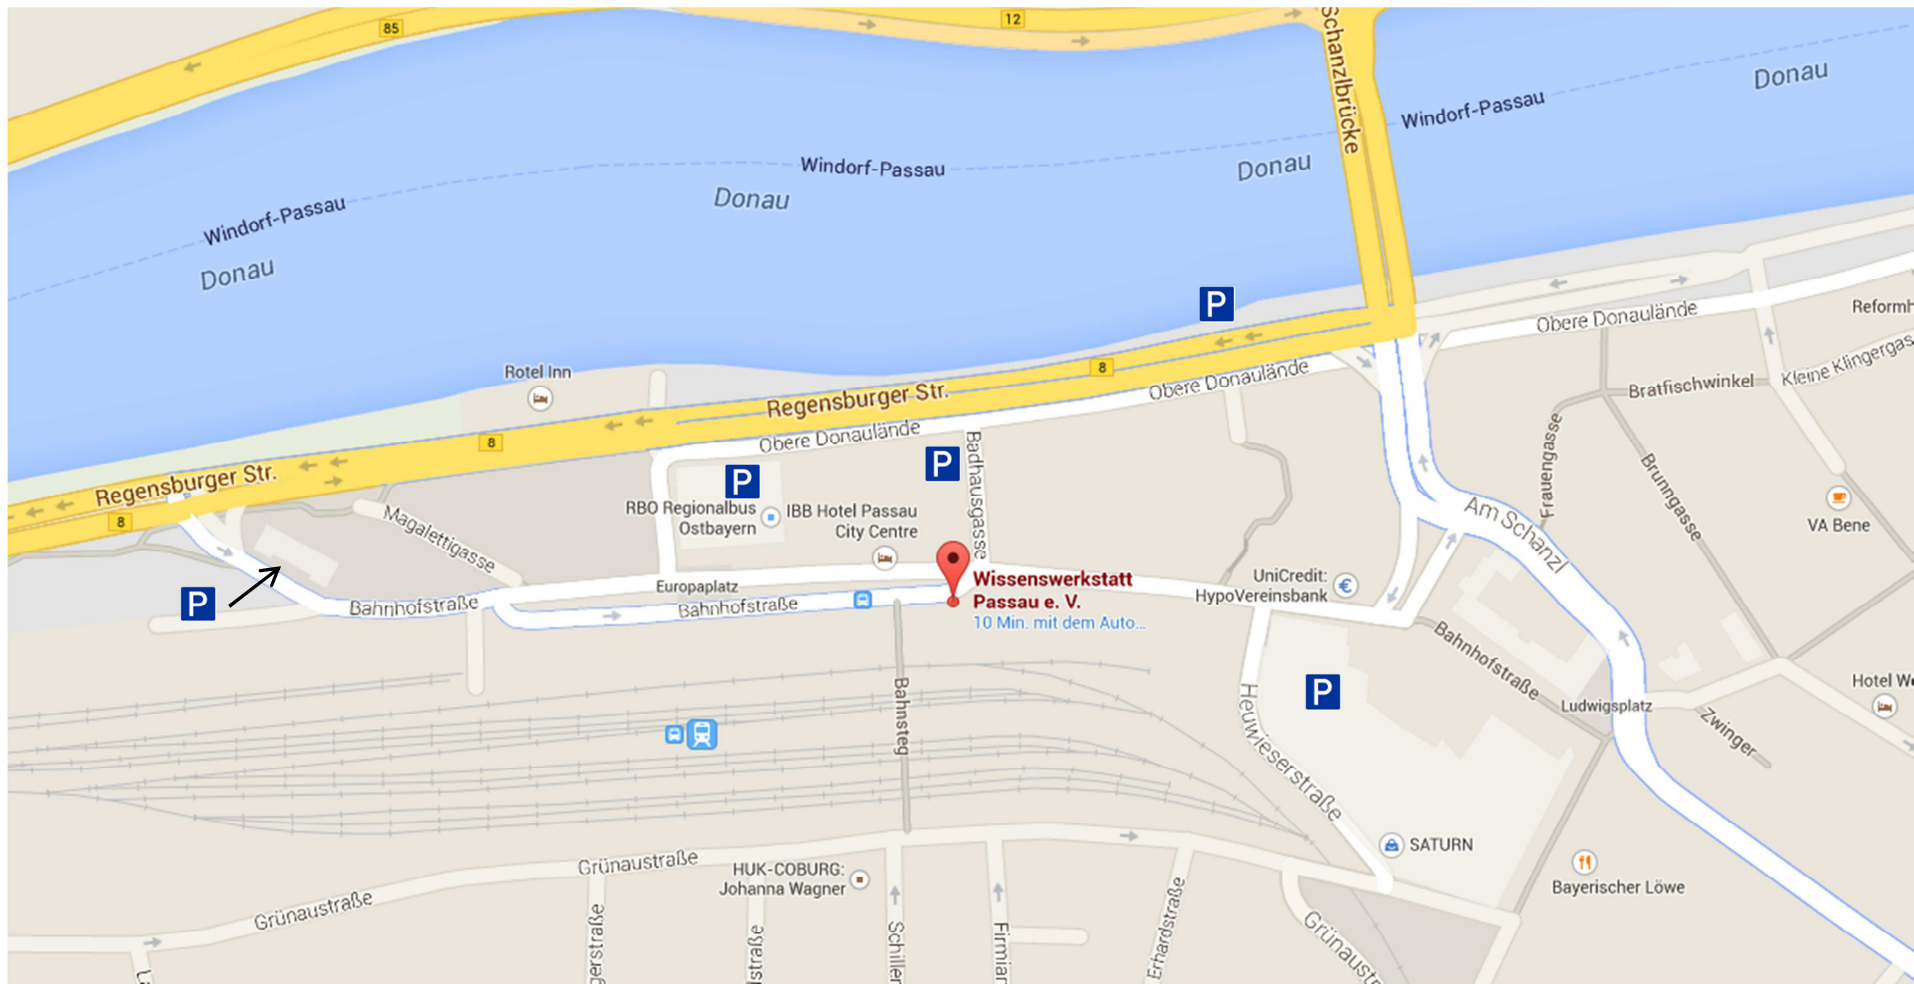 85
12
Schanzlbrücke
Donau
Windorf-Passau
Windorf-Passau
Donau
Donau
Windorf-Passau
Donau
P
Obere Donaulände
Reformh
Kleine Klingergas
Rotel Inn
8
Regensburger Str.
Obere Donaulände
Bratfischwinkel
8
Obere Donaulände
Badhausgasse
P
P
Regensburger Str.
8
Magalettigasse
RBO Regionalbus
Ostbayern
IBB Hotel Passau
City Centre
Frauengasse
Brunngasse
Am Schanzl
VA Bene
P
Bahnhofstraße
Europaplatz
Bahnhofstraße
Wissenswerkstatt
Passau e. V.
10 Min. mit dem Auto...
UniCredit:
HypoVereinsbank
€
Bahnhofstraße
P
Ludwigsplatz
Zwinger
Hotel W
Bahnsteg
Heuwieserstraße
SATURN
Bayerischer Löwe
Grünaustraße
HUK-COBURG:
Johanna Wagner
Grünaustraße
gerstraße
lstraße
Schiller
Firmian
Erhardstraße
Grünaustr